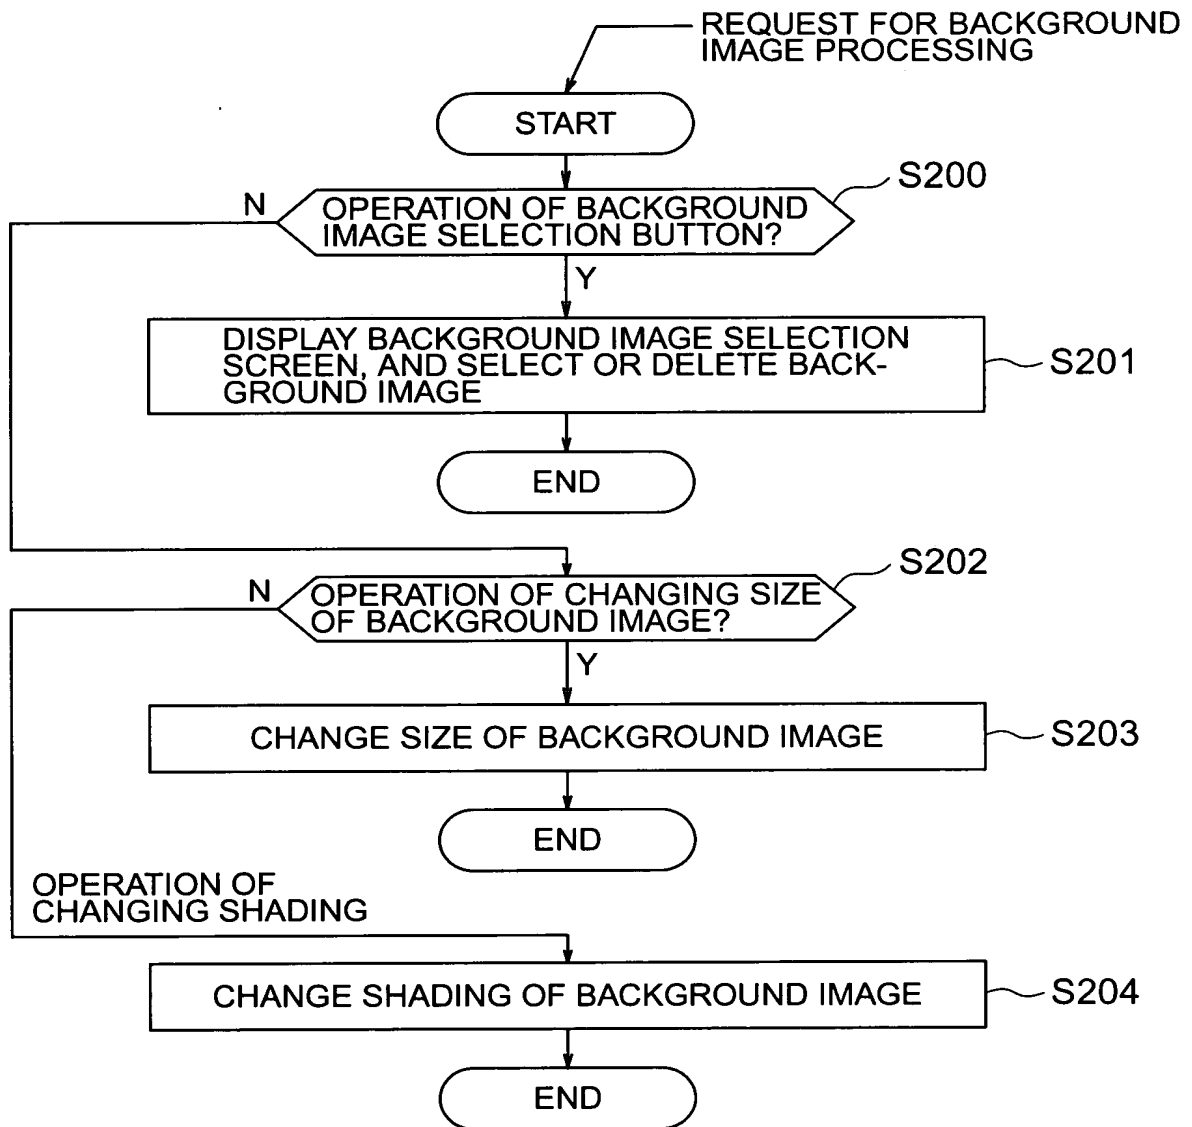 REQUEST FOR BACKGROUND
IMAGE PROCESSING
START
S200
N
OPERATION OF BACKGROUND
IMAGE SELECTION BUTTON?
Y
DISPLAY BACKGROUND IMAGE SELECTION
SCREEN, AND SELECT OR DELETE BACK-
GROUND IMAGE
S201
END
S202
N
OPERATION OF CHANGING SIZE
OF BACKGROUND IMAGE?
Y
CHANGE SIZE OF BACKGROUND IMAGE
S203
END
OPERATION OF
CHANGING SHADING
CHANGE SHADING OF BACKGROUND IMAGE
S204
END